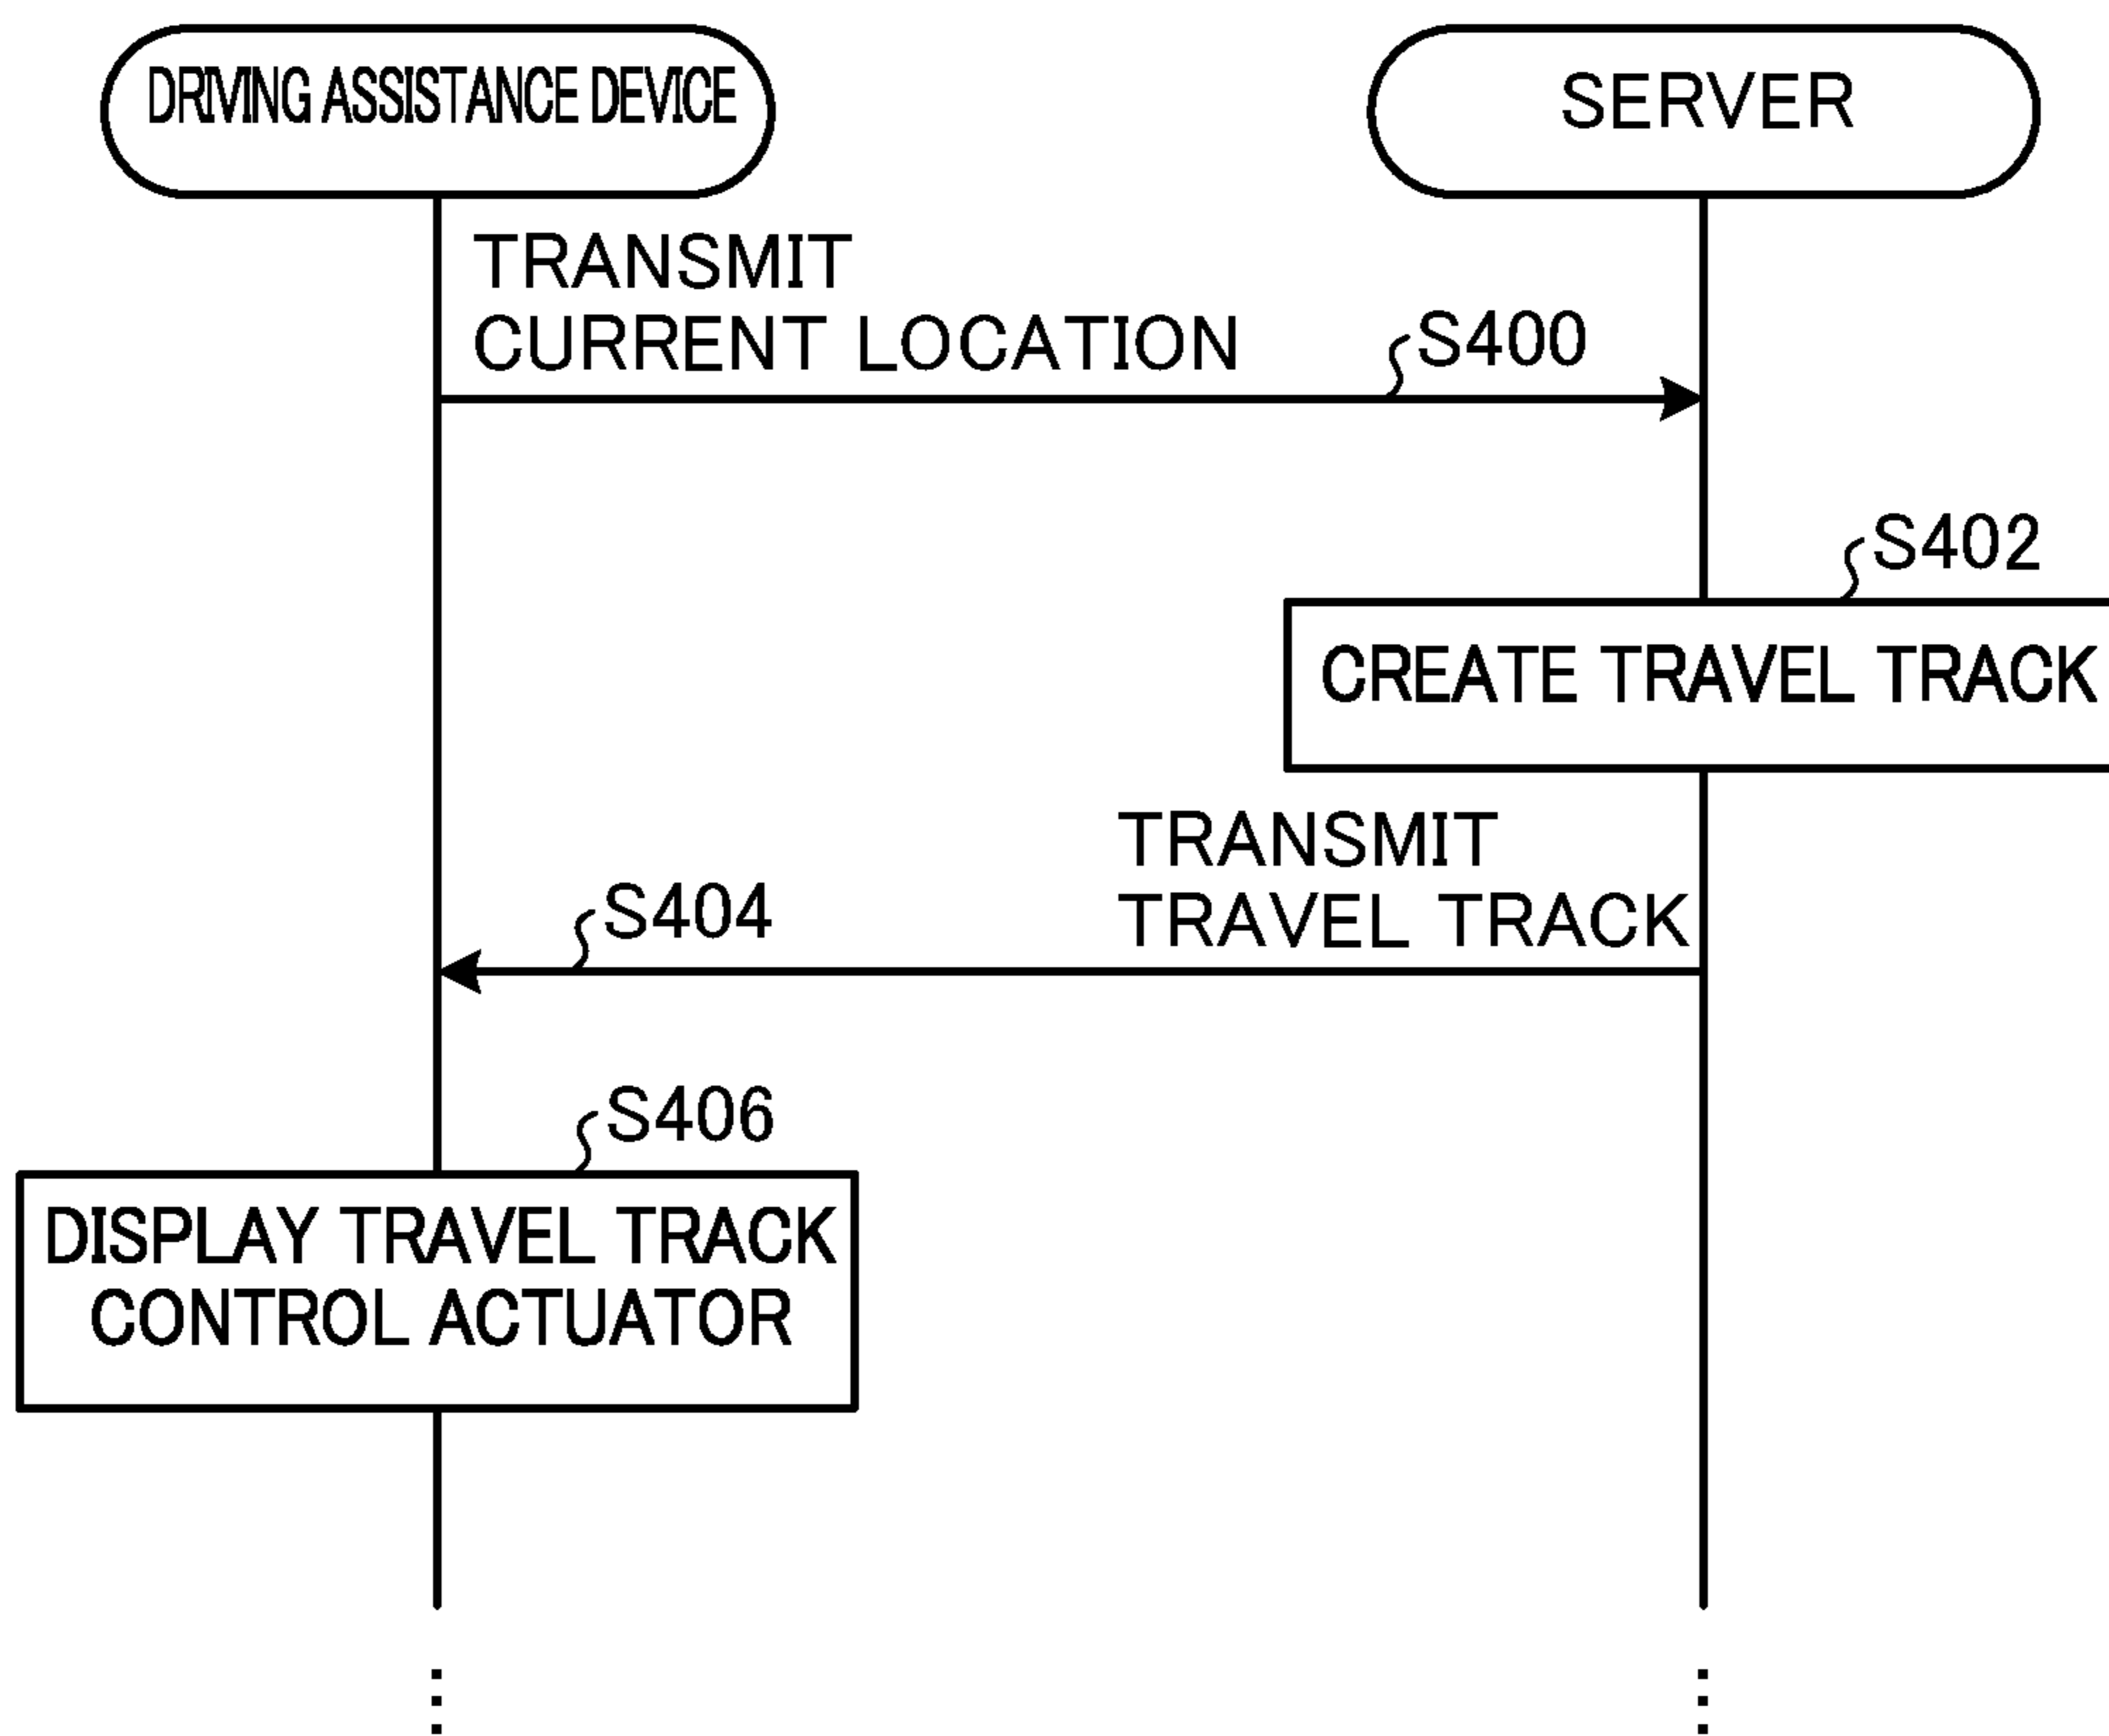 DRIVING ASSISTANCE DEVICE
SERVER
TRANSMIT
CURRENT LOCATION
S400
S402
CREATE TRAVEL TRACK
TRANSMIT
TRAVEL TRACK
S404
S406
DISPLAY TRAVEL TRACK
CONTROL ACTUATOR